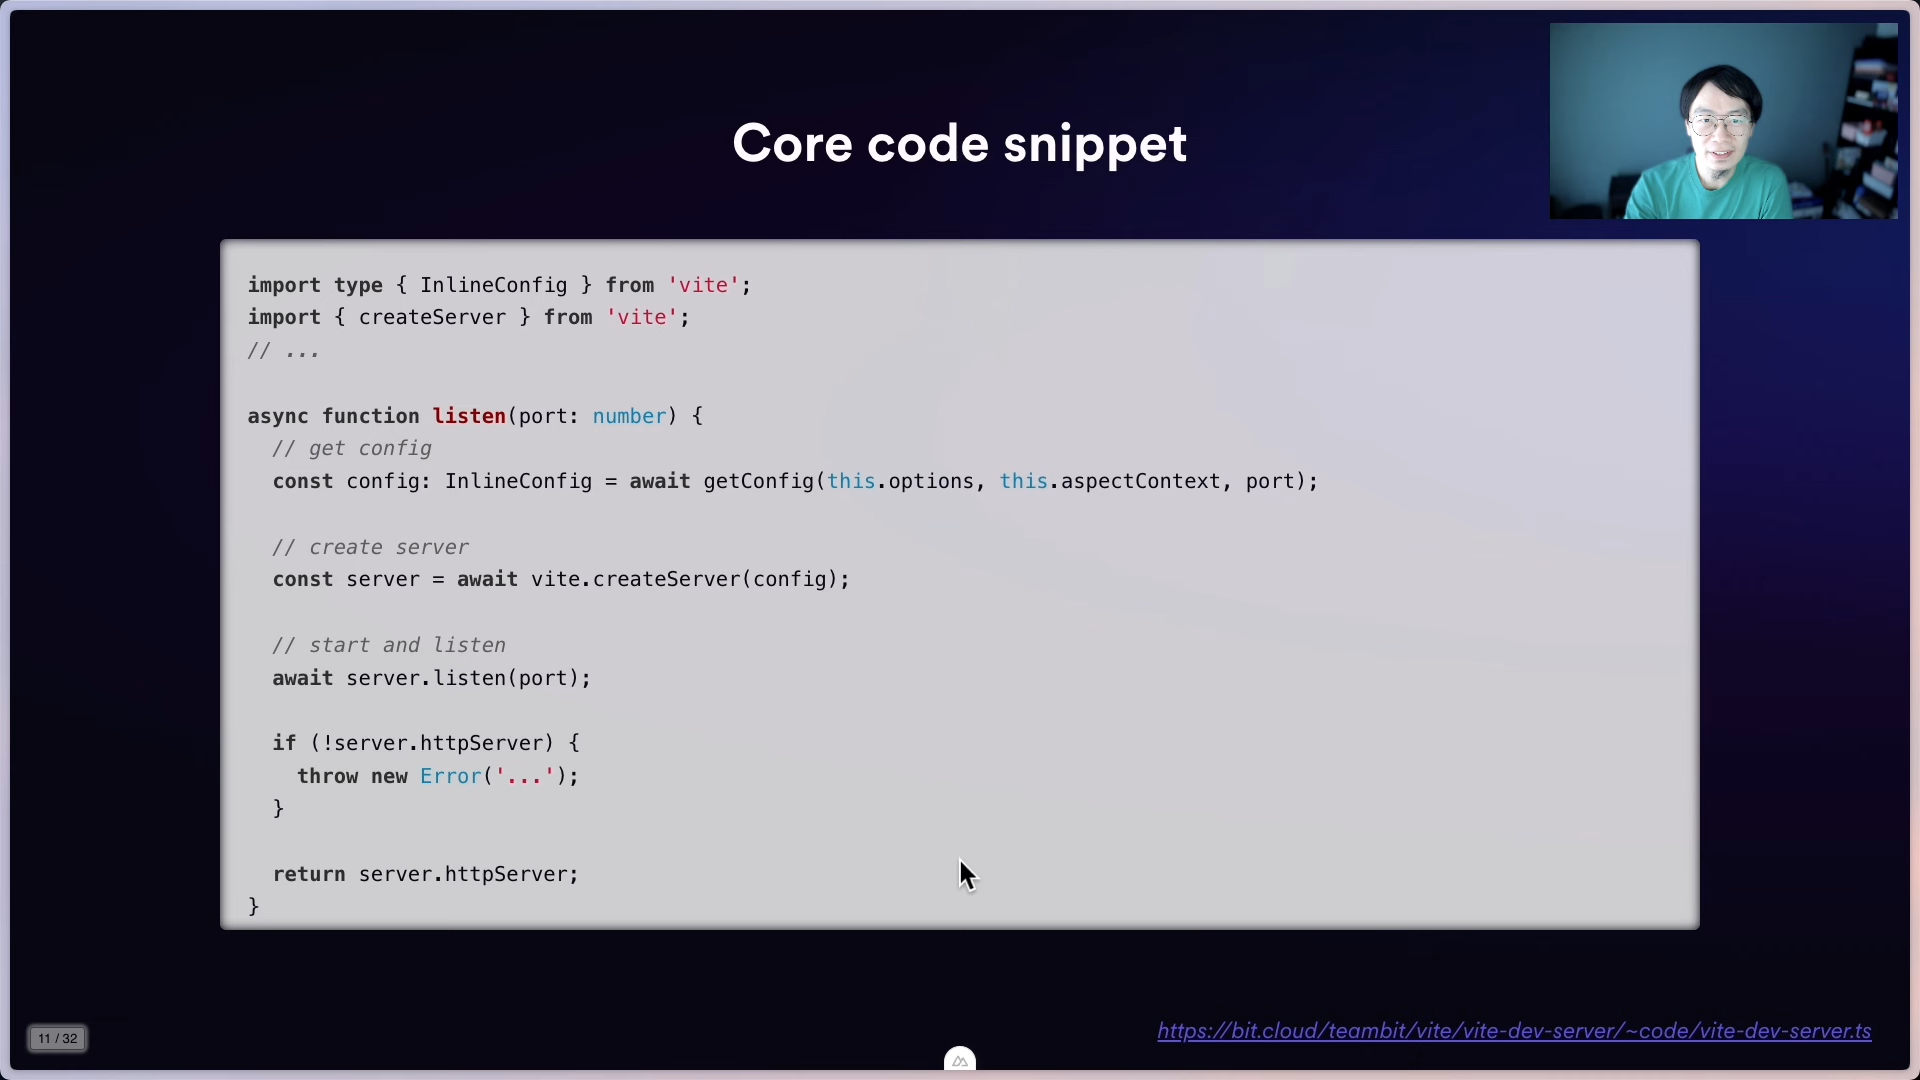 Core code snippet
import type { InlineConfig } from 'vite';
import { createServer } from 'vite';
// ...
async function listen(port: number) {
// get config
const config: InlineConfig = await getConfig(this.options, this.aspectContext, port);
// create server
const server = await vite.createServer(config);
// start and listen
await server.listen(port);
if (!server.httpServer) {
throw new Error('...');
}
return server.httpServer;
}
https://bit.cloud/teambit/vite/vite-dev-server/~code/vite-dev-server.ts
11 / 32